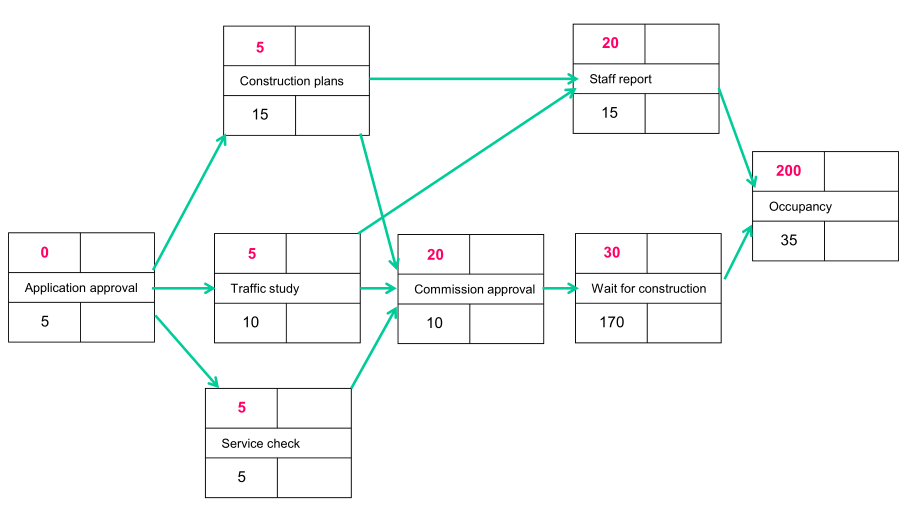 5
Construction plans
15
20
Staff report
15
200
Occupancy
35
0
Application approval
5
5
Traffic study
10
20
Commission approval
10
30
Wait for construction
170
5
Service check
5